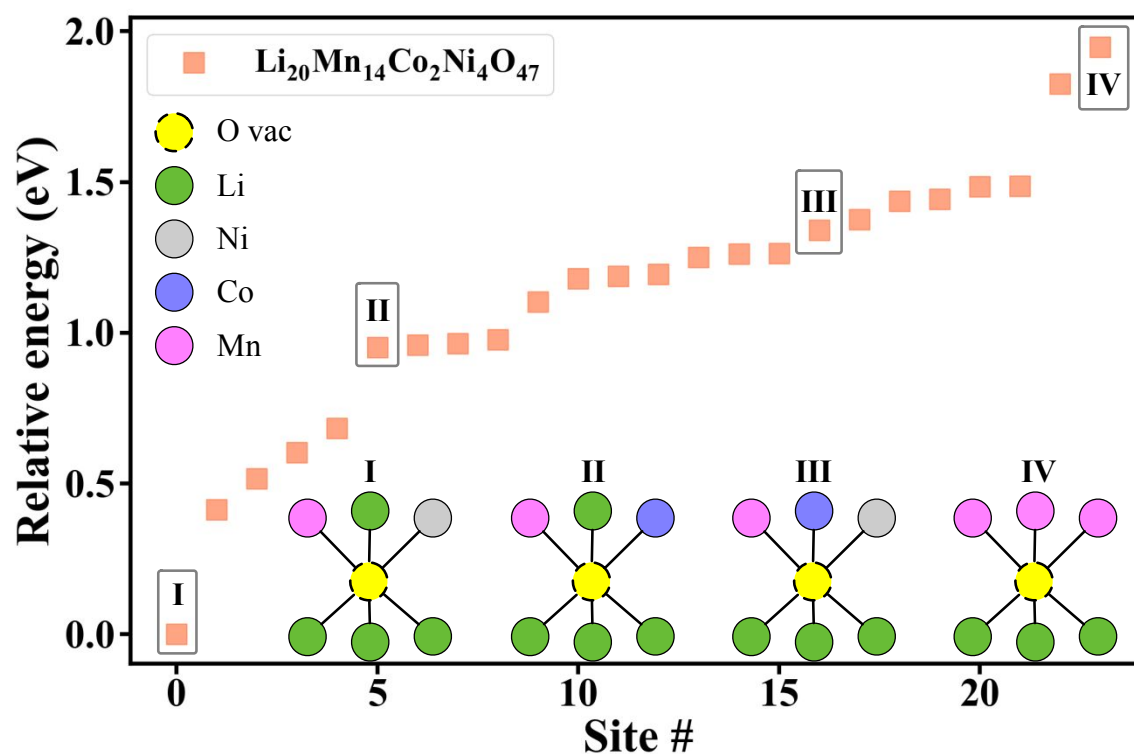 2.0
Li₂₀Mn₁₄Co₂Ni₄O₄₇
IV
O vac
Li
1.5
III
Ni
Co
II
Mn
1.0
Relative energy (eV)
0.5
I II III IV
I
0.0
0 5 10 15 20
Site #